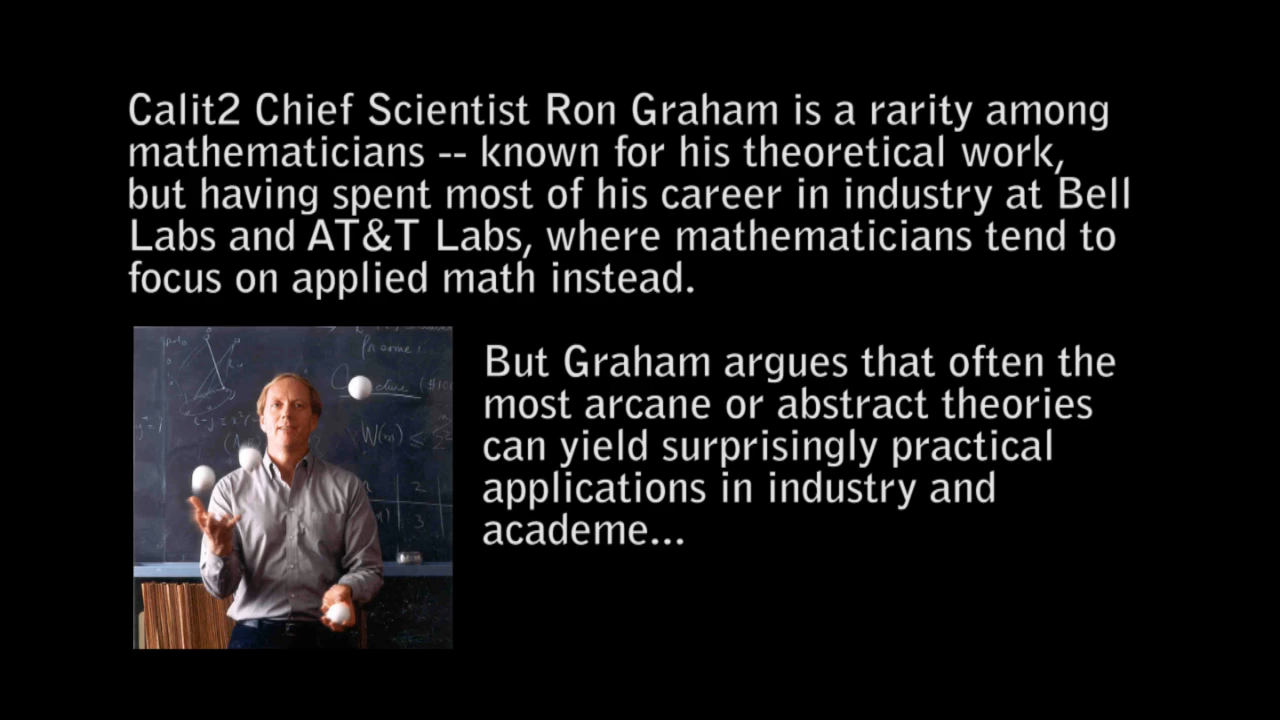 Calit2 Chief Scientist Ron Graham is a rarity among
mathematicians -- known for his theoretical work,
but having spent most of his career in industry at Bell
Labs and AT&T Labs, where mathematicians tend to
focus on applied math instead.
But Graham argues that often the
most arcane or abstract theories
can yield surprisingly practical
applications in industry and
academe...